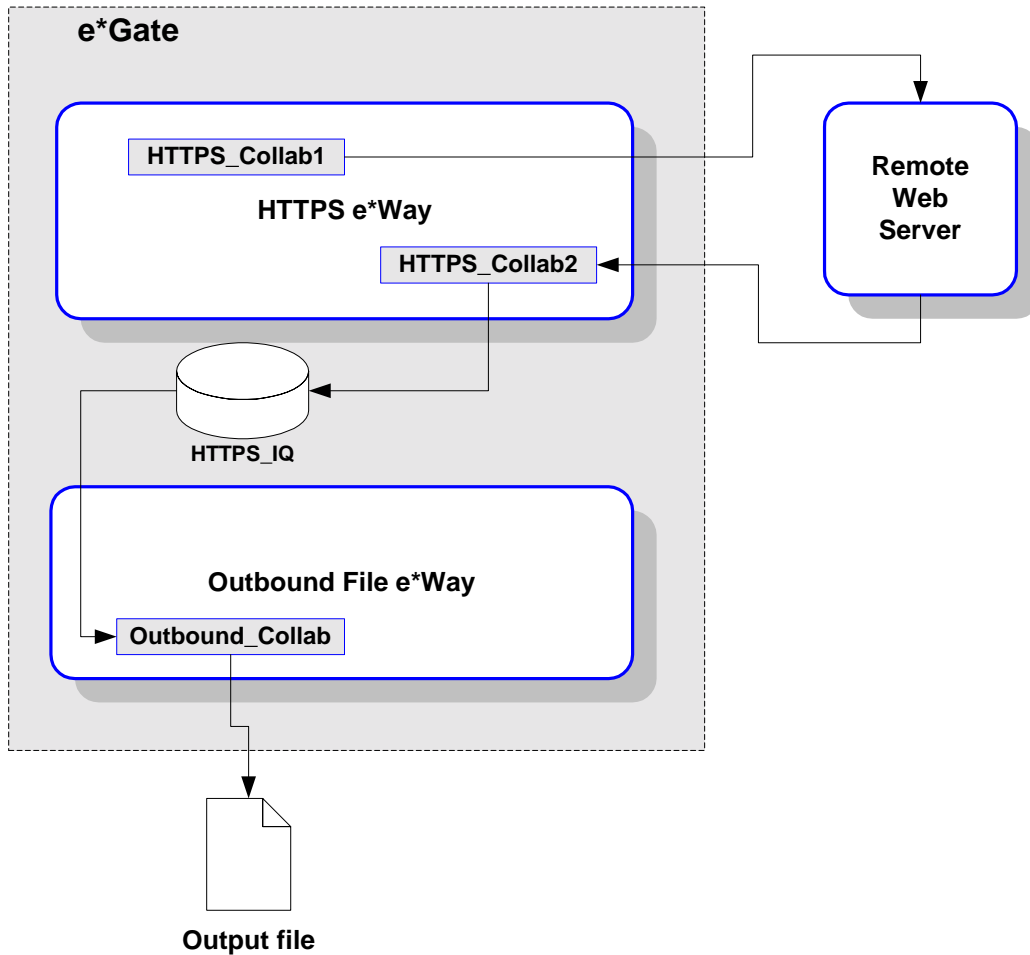 e*Gate
HTTPS_Collab1
HTTPS e*Way
HTTPS_Collab2
Remote
Web
Server
HTTPS_IQ
Outbound File e*Way
Outbound_Collab
Output file